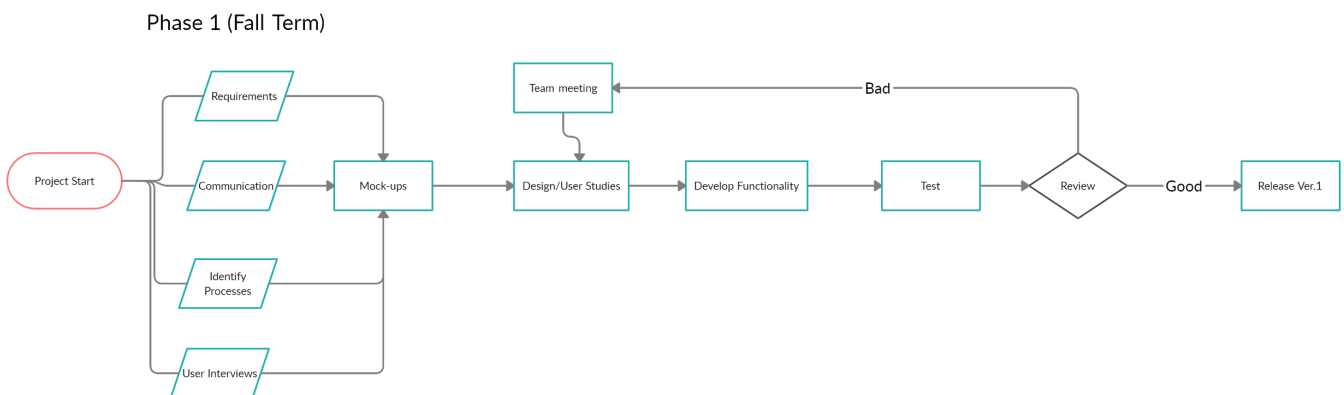 Phase 1 (Fall Term)
Requirements
Team meeting
Bad
Project Start
Communication
Mock-ups
Design/User Studies
Develop Functionality
Test
Review
Good
Release Ver.1
Identify
Processes
User Interviews